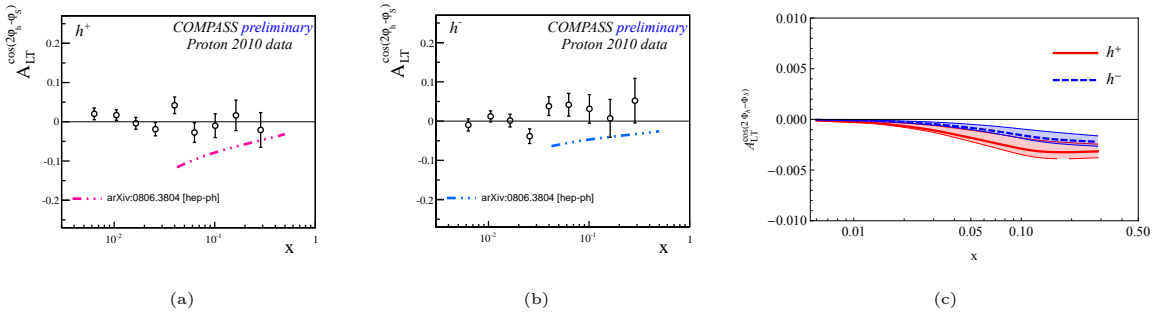 h+
COMPASS preliminary
Proton 2010 data
A_LT^cos(2φh-φS)
0.2
0.1
0
-0.1
-0.2
arXiv:0806.3804 [hep-ph]
10^-2
10^-1
1
x
(a)
h-
COMPASS preliminary
Proton 2010 data
A_LT^cos(2φh-φS)
0.2
0.1
0
-0.1
-0.2
arXiv:0806.3804 [hep-ph]
10^-2
10^-1
1
x
(b)
0.010
0.005
0.000
-0.005
-0.010
A_LT^cos(2Φh-ΦS)
h+
h-
0.01
0.05
0.10
0.50
x
(c)